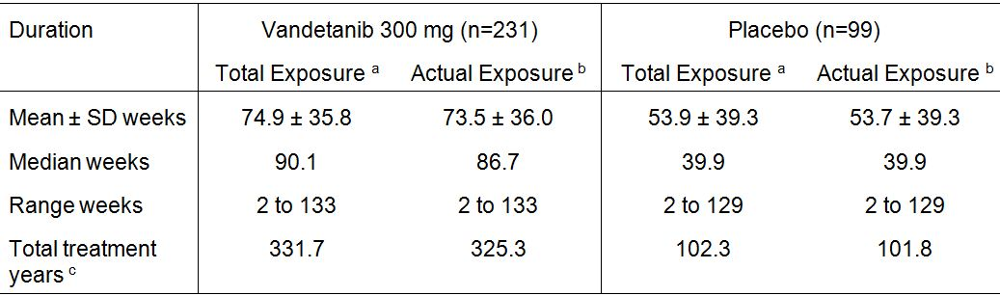 Duration Vandetanib 300 mg (n=231) Placebo (n=99)
Total Exposure a Actual Exposure b Total Exposure a Actual Exposure b
Mean ± SD weeks 74.9 ± 35.8 73.5 ± 36.0 53.9 ± 39.3 53.7 ± 39.3
Median weeks 90.1 86.7 39.9 39.9
Range weeks 2 to 133 2 to 133 2 to 129 2 to 129
Total treatment 331.7 325.3 102.3 101.8
years c